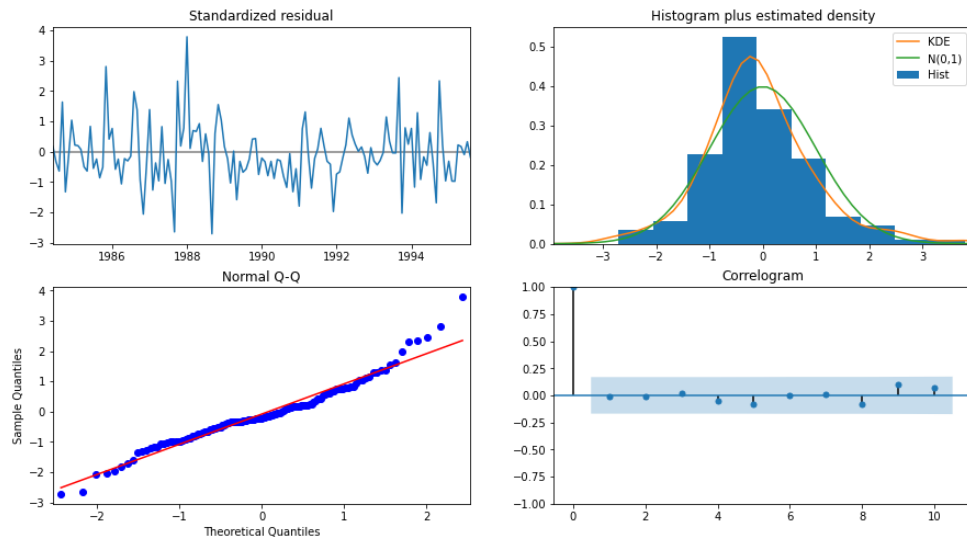 Standardized residual
4
3
2
1
0
−1
−2
−3
1986 1988 1990 1992 1994
Histogram plus estimated density
KDE
N(0,1)
Hist
0.5
0.4
0.3
0.2
0.1
0.0
−3 −2 −1 0 1 2 3
Normal Q-Q
Sample Quantiles
4
3
2
1
0
−1
−2
−3
−2 −1 0 1 2
Theoretical Quantiles
Correlogram
1.00
0.75
0.50
0.25
0.00
−0.25
−0.50
−0.75
−1.00
0 2 4 6 8 10